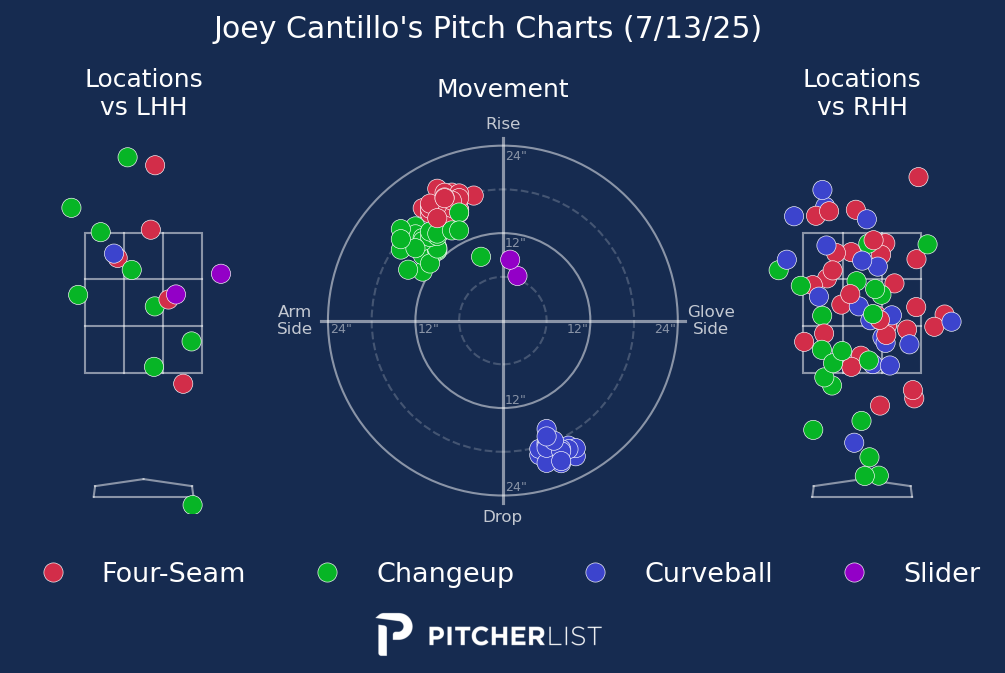 Joey Cantillo's Pitch Charts (7/13/25)
Locations
vs LHH
Movement
Locations
vs RHH
Rise
24"
12"
Arm
Side
24"
12"
12"
24"
Glove
Side
12"
24"
Drop
Four-Seam
Changeup
Curveball
Slider
PITCHERLIST